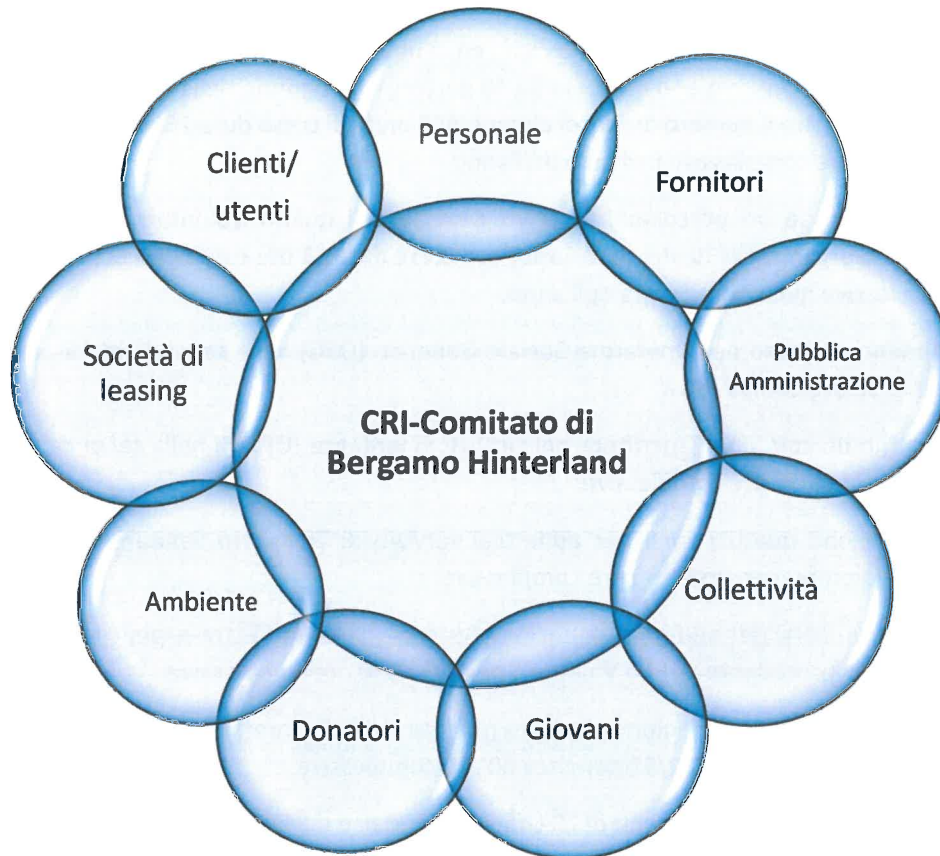 Personale
Clienti/
utenti
Fornitori
Società di
leasing
Pubblica
Amministrazione
CRI-Comitato di
Bergamo Hinterland
Ambiente
Collettività
Donatori
Giovani